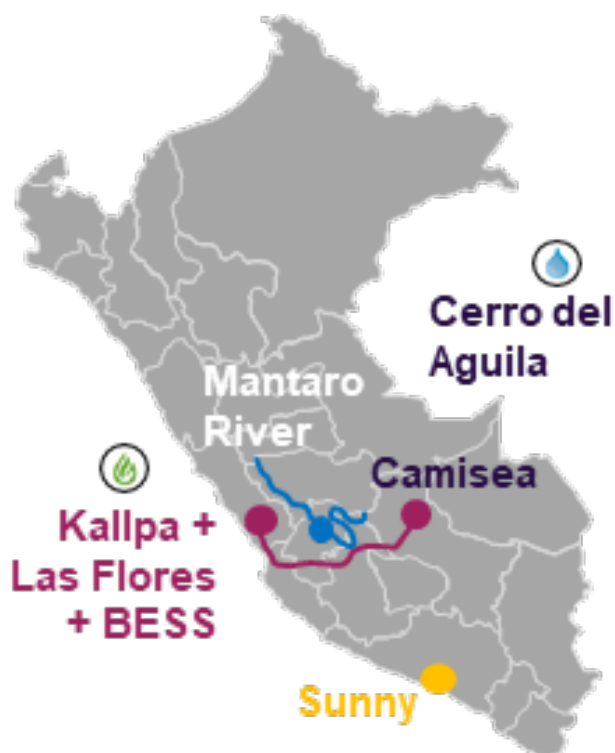 Cerro del
Aguila
Mantaro
River
Camisea
Kallpa +
Las Flores
+ BESS
Sunny